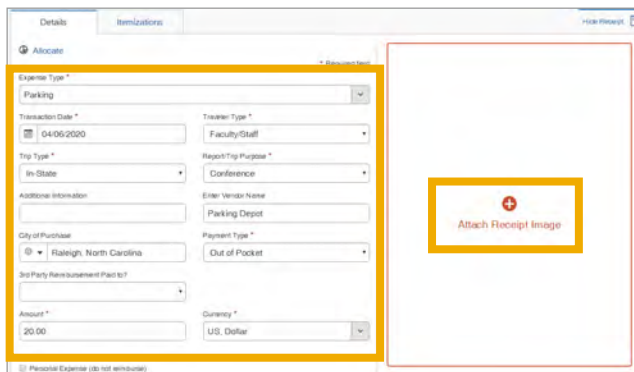 Details Itemizations Hide Receipt
Allocate
* Required field
Expense Type *
Parking
Transaction Date * Traveler Type *
04/06/2020 Faculty/Staff
Trip Type * Report/Trip Purpose *
In-State Conference
Additional Information Enter Vendor Name
Parking Depot
City of Purchase Payment Type *
Raleigh, North Carolina Out of Pocket
3rd Party Reimbursement Paid to?
Amount * Currency *
20.00 US, Dollar
Personal Expense (do not reimburse)
Attach Receipt Image